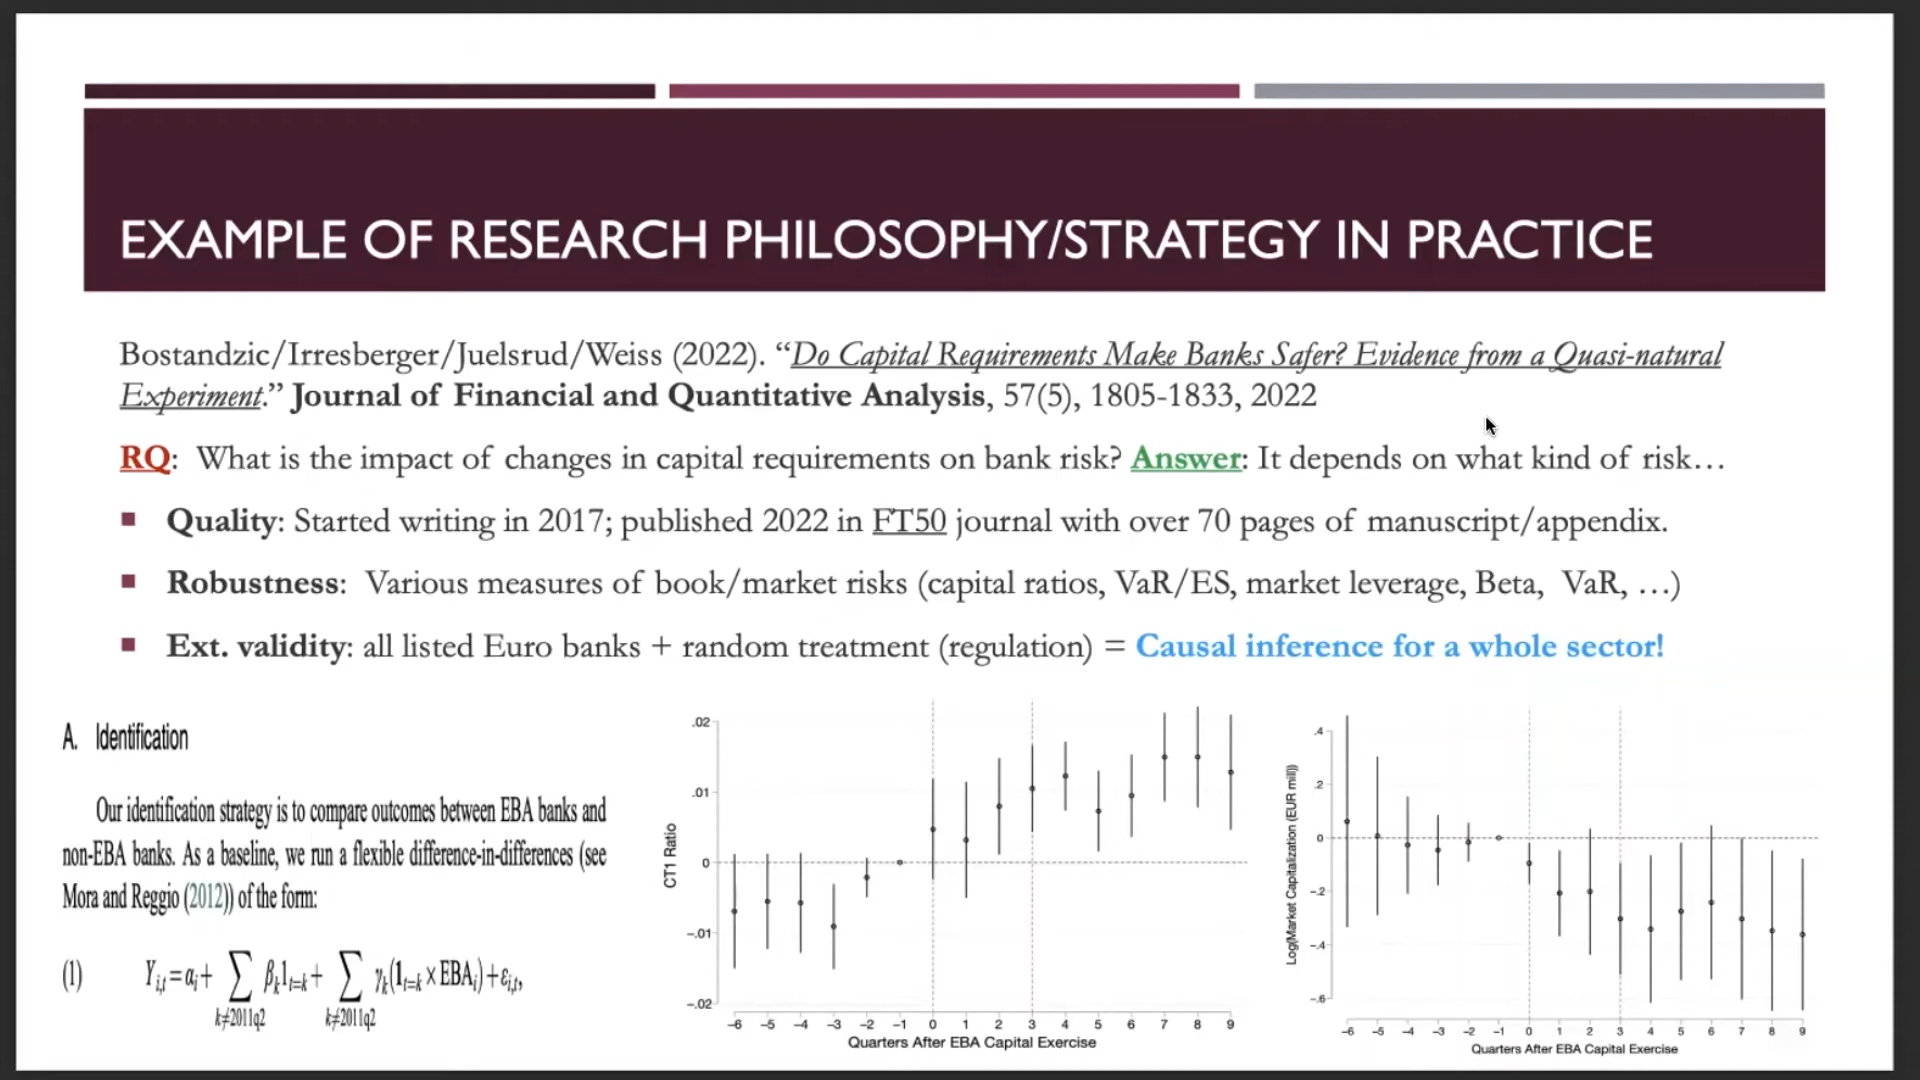 EXAMPLE OF RESEARCH PHILOSOPHY/STRATEGY IN PRACTICE
Bostandzic/Irresberger/Juelsrud/Weiss (2022). “Do Capital Requirements Make Banks Safer? Evidence from a Quasi-natural
Experiment.” Journal of Financial and Quantitative Analysis, 57(5), 1805-1833, 2022
RQ: What is the impact of changes in capital requirements on bank risk? Answer: It depends on what kind of risk…
■ Quality: Started writing in 2017; published 2022 in FT50 journal with over 70 pages of manuscript/appendix.
■ Robustness: Various measures of book/market risks (capital ratios, VaR/ES, market leverage, Beta, VaR, …)
■ Ext. validity: all listed Euro banks + random treatment (regulation) = Causal inference for a whole sector!
A. Identification
Our identification strategy is to compare outcomes between EBA banks and
non-EBA banks. As a baseline, we run a flexible difference-in-differences (see
Mora and Reggio (2012)) of the form:
(1) Y_{i,t} = α_i + ∑_{k≠2011q2} β_k 1_{t=k} + ∑_{k≠2011q2} γ_k (1_{t=k} × EBA_i) + ε_{i,t},
CT1 Ratio
.02
.01
0
-.01
-.02
-6 -5 -4 -3 -2 -1 0 1 2 3 4 5 6 7 8 9
Quarters After EBA Capital Exercise
Log(Market Capitalization (EUR mill))
.4
.2
0
-.2
-.4
-.6
-6 -5 -4 -3 -2 -1 0 1 2 3 4 5 6 7 8 9
Quarters After EBA Capital Exercise